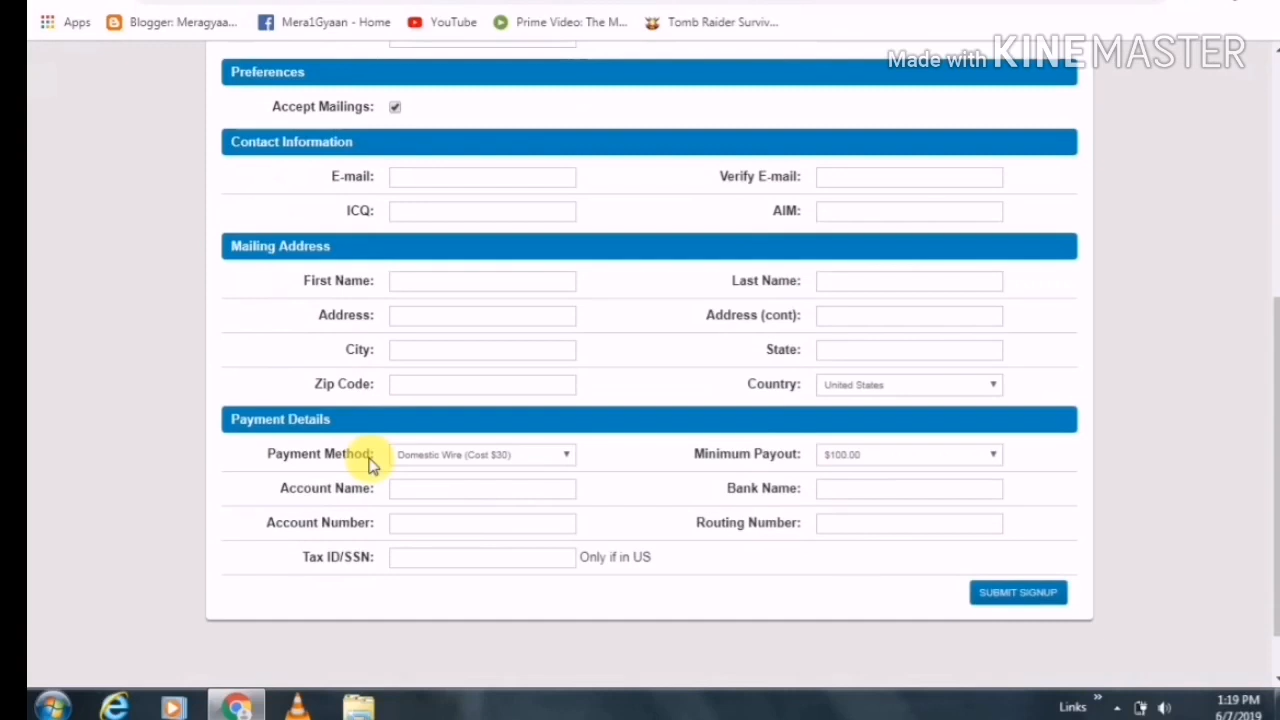 Apps Blogger: Meragyaa... Mera1Gyaan - Home YouTube Prime Video: The M... Tomb Raider Surviv...
Made with KINEMASTER
Preferences
Accept Mailings:
Contact Information
E-mail: Verify E-mail:
ICQ: AIM:
Mailing Address
First Name: Last Name:
Address: Address (cont):
City: State:
Zip Code: Country: United States
Payment Details
Payment Method: Domestic Wire (Cost $30) Minimum Payout: $100.00
Account Name: Bank Name:
Account Number: Routing Number:
Tax ID/SSN: Only if in US
SUBMIT SIGNUP
Links » 1:19 PM
6/7/2019